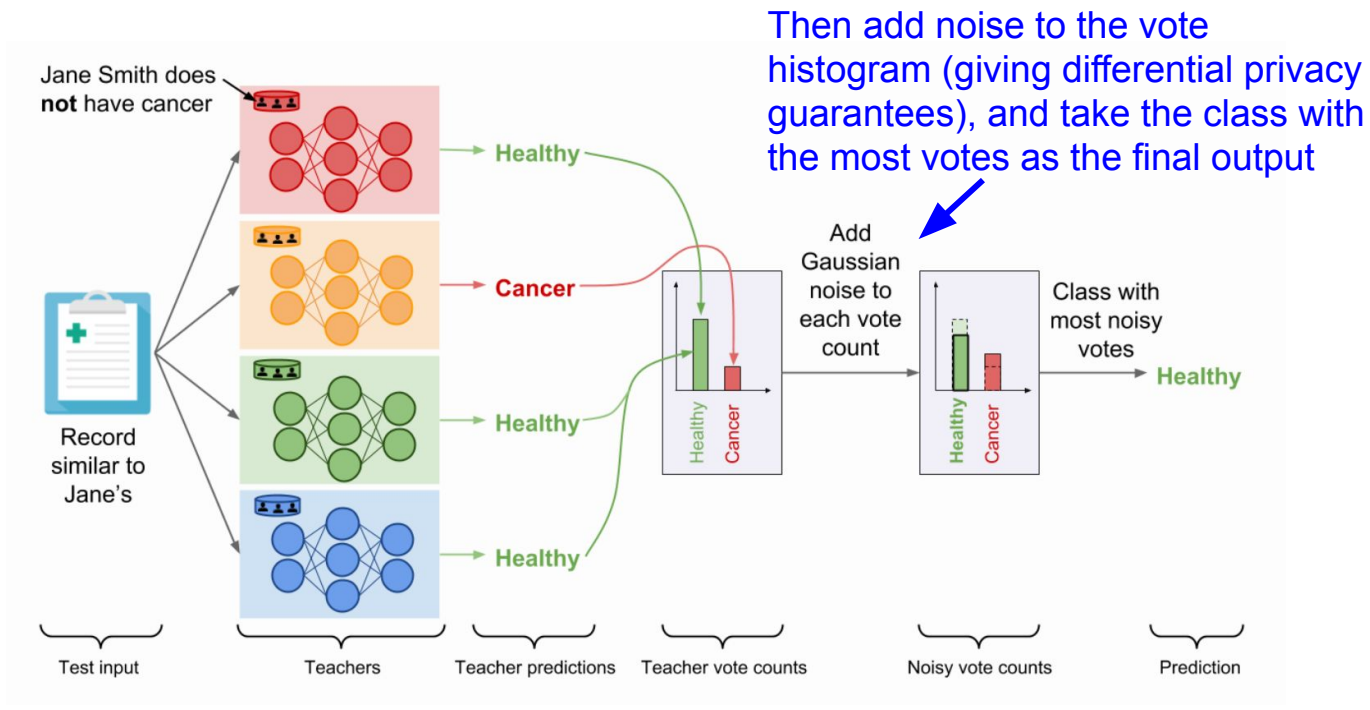 Then add noise to the vote
histogram (giving differential privacy
guarantees), and take the class with
the most votes as the final output
Jane Smith does
not have cancer
Healthy
Cancer
Healthy
Healthy
Record
similar to
Jane's
Healthy
Cancer
Add
Gaussian
noise to
each vote
count
Healthy
Cancer
Class with
most noisy
votes
Healthy
Test input
Teachers
Teacher predictions
Teacher vote counts
Noisy vote counts
Prediction